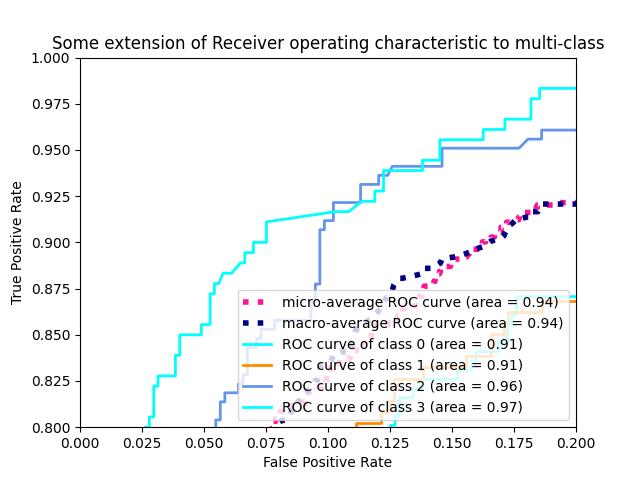 Some extension of Receiver operating characteristic to multi-class
1.000
0.975
0.950
0.925
0.900
0.875
0.850
0.825
0.800
True Positive Rate
micro-average ROC curve (area = 0.94)
macro-average ROC curve (area = 0.94)
ROC curve of class 0 (area = 0.91)
ROC curve of class 1 (area = 0.91)
ROC curve of class 2 (area = 0.96)
ROC curve of class 3 (area = 0.97)
0.000 0.025 0.050 0.075 0.100 0.125 0.150 0.175 0.200
False Positive Rate